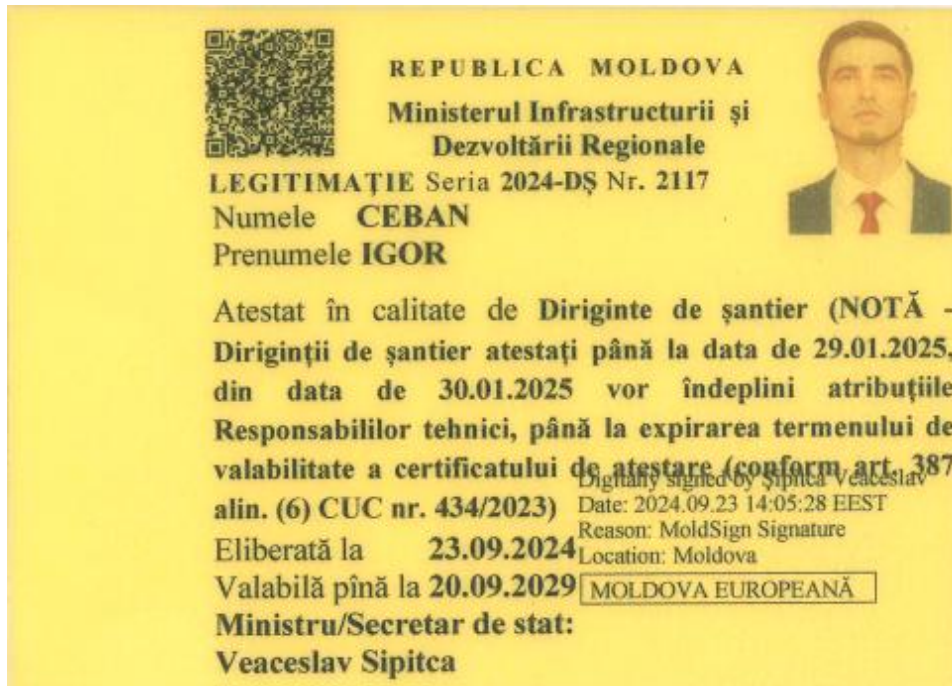 REPUBLICA MOLDOVA
Ministerul Infrastructurii și
Dezvoltării Regionale
LEGITIMAȚIE Seria 2024-DȘ Nr. 2117
Numele CEBAN
Prenumele IGOR
Atestat în calitate de Diriginte de șantier (NOTĂ -
Diriginții de șantier atestați până la data de 29.01.2025,
din data de 30.01.2025 vor îndeplini atribuțiile
Responsabililor tehnici, până la expirarea termenului de
valabilitate a certificatului de atestare (conform art. 387
alin. (6) CUC nr. 434/2023)
Digitally signed by Șipitca Veaceslav
Date: 2024.09.23 14:05:28 EEST
Reason: MoldSign Signature
Location: Moldova
MOLDOVA EUROPEANĂ
Eliberată la 23.09.2024
Valabilă pînă la 20.09.2029
Ministru/Secretar de stat:
Veaceslav Sipitca